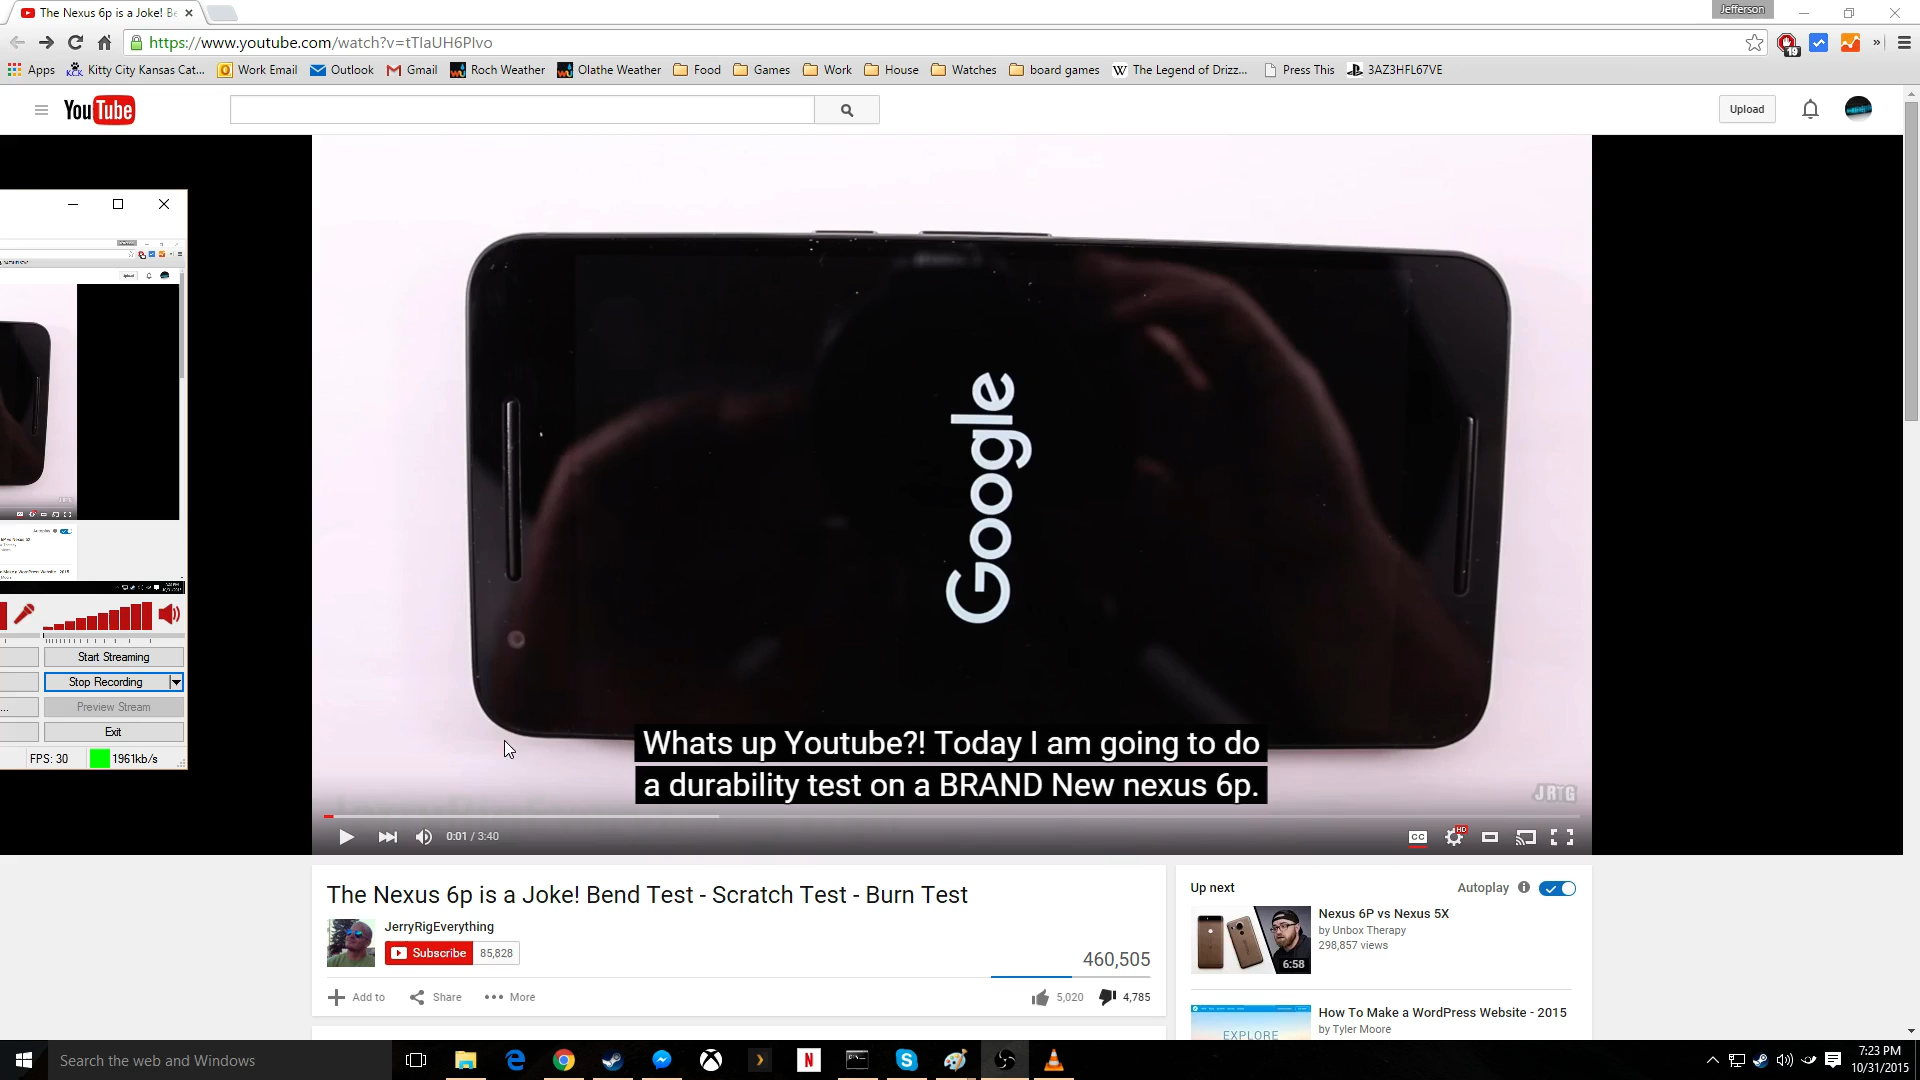 The Nexus 6p is a Joke! Be
Jefferson
https://www.youtube.com/watch?v=tTIaUH6PIvo
19
Apps
Kitty City Kansas Cat...
Work Email
Outlook
Gmail
Roch Weather
Olathe Weather
Food
Games
Work
House
Watches
board games
The Legend of Drizz...
Press This
3AZ3HFL67VE
YouTube
Upload
Google
Start Streaming
Stop Recording
...
Preview Stream
Exit
FPS: 30
1961kb/s
Whats up Youtube?! Today I am going to do
a durability test on a BRAND New nexus 6p.
JRTG
0:01 / 3:40
CC
HD
The Nexus 6p is a Joke! Bend Test - Scratch Test - Burn Test
JerryRigEverything
Subscribe
85,828
460,505
Add to
Share
More
5,020
4,785
Up next
Autoplay
Nexus 6P vs Nexus 5X
by Unbox Therapy
298,857 views
6:58
How To Make a WordPress Website - 2015
by Tyler Moore
EXPLORE
Search the web and Windows
7:23 PM
10/31/2015